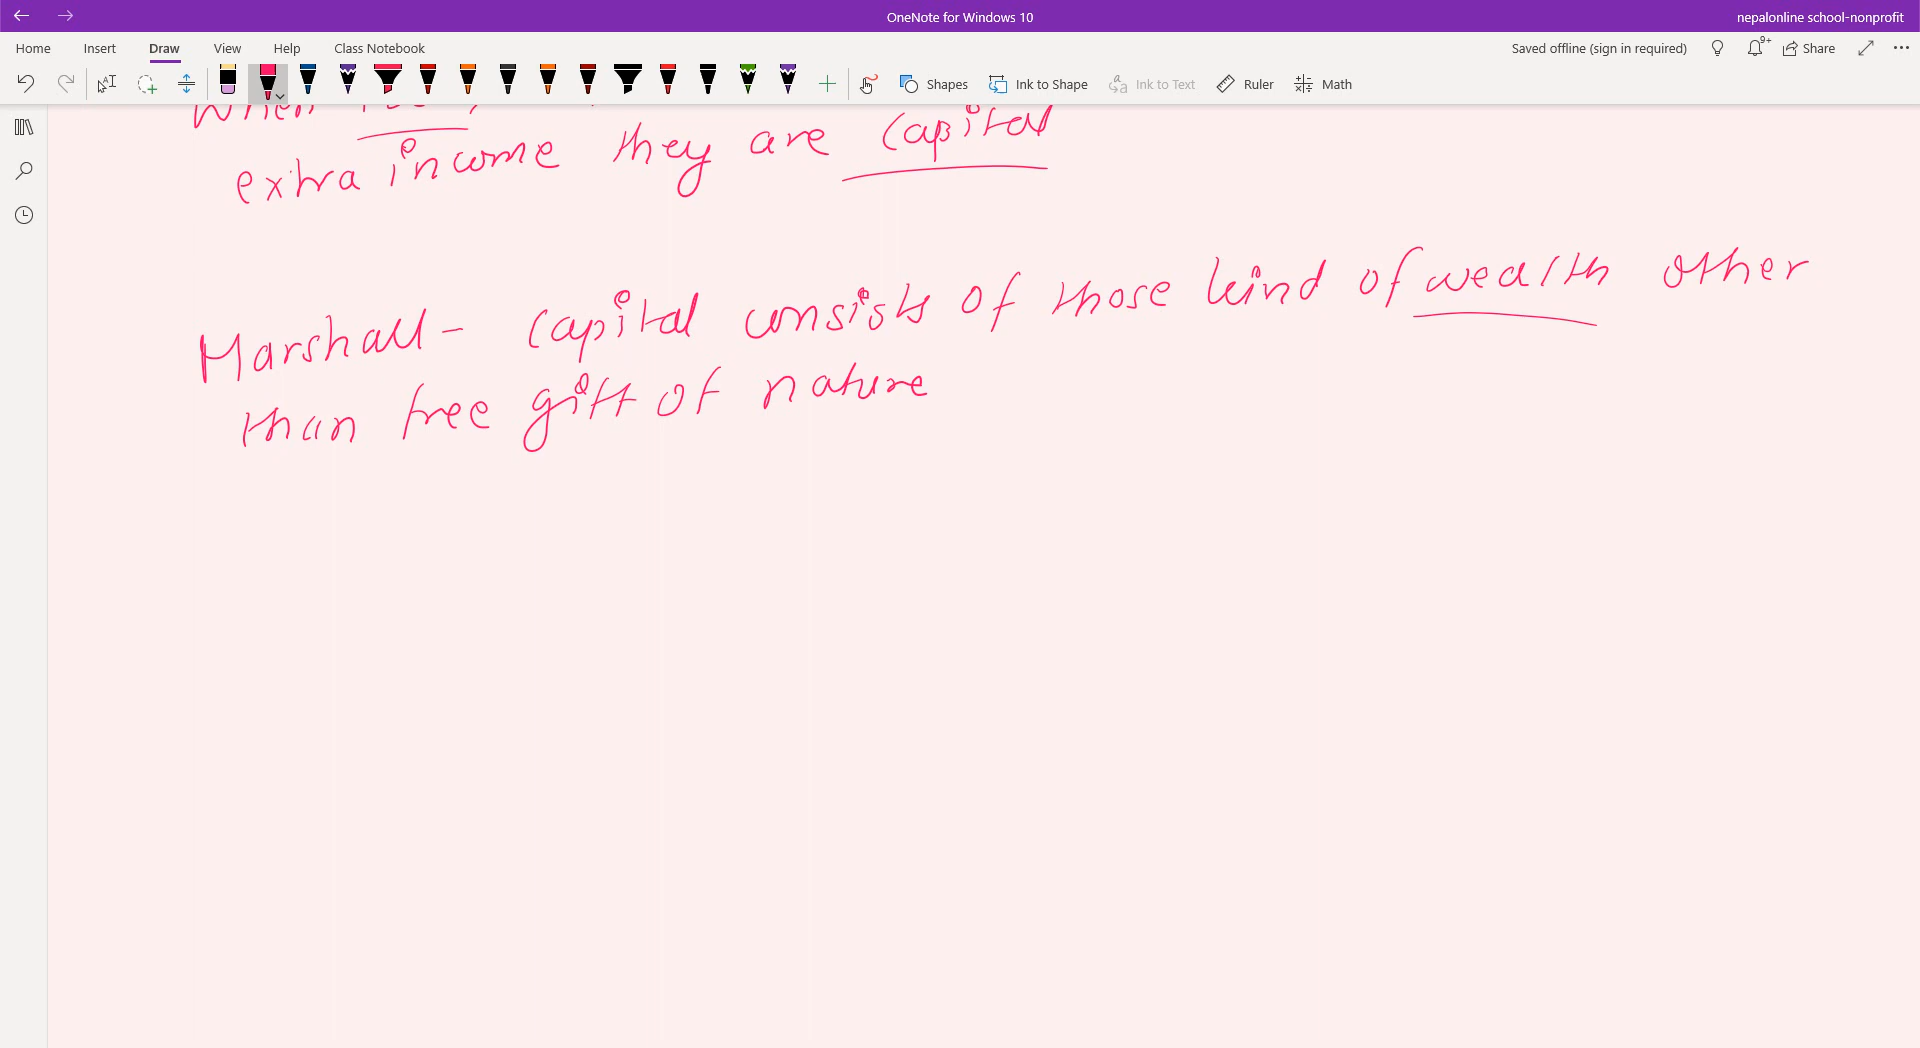 OneNote for Windows 10
nepalonline school-nonprofit
Home Insert Draw View Help Class Notebook
Saved offline (sign in required) 9+ Share
Shapes Ink to Shape Ink to Text Ruler Math
When
extra income they are capital
Marshall - capital consists of those kind of wealth other
than free gift of nature